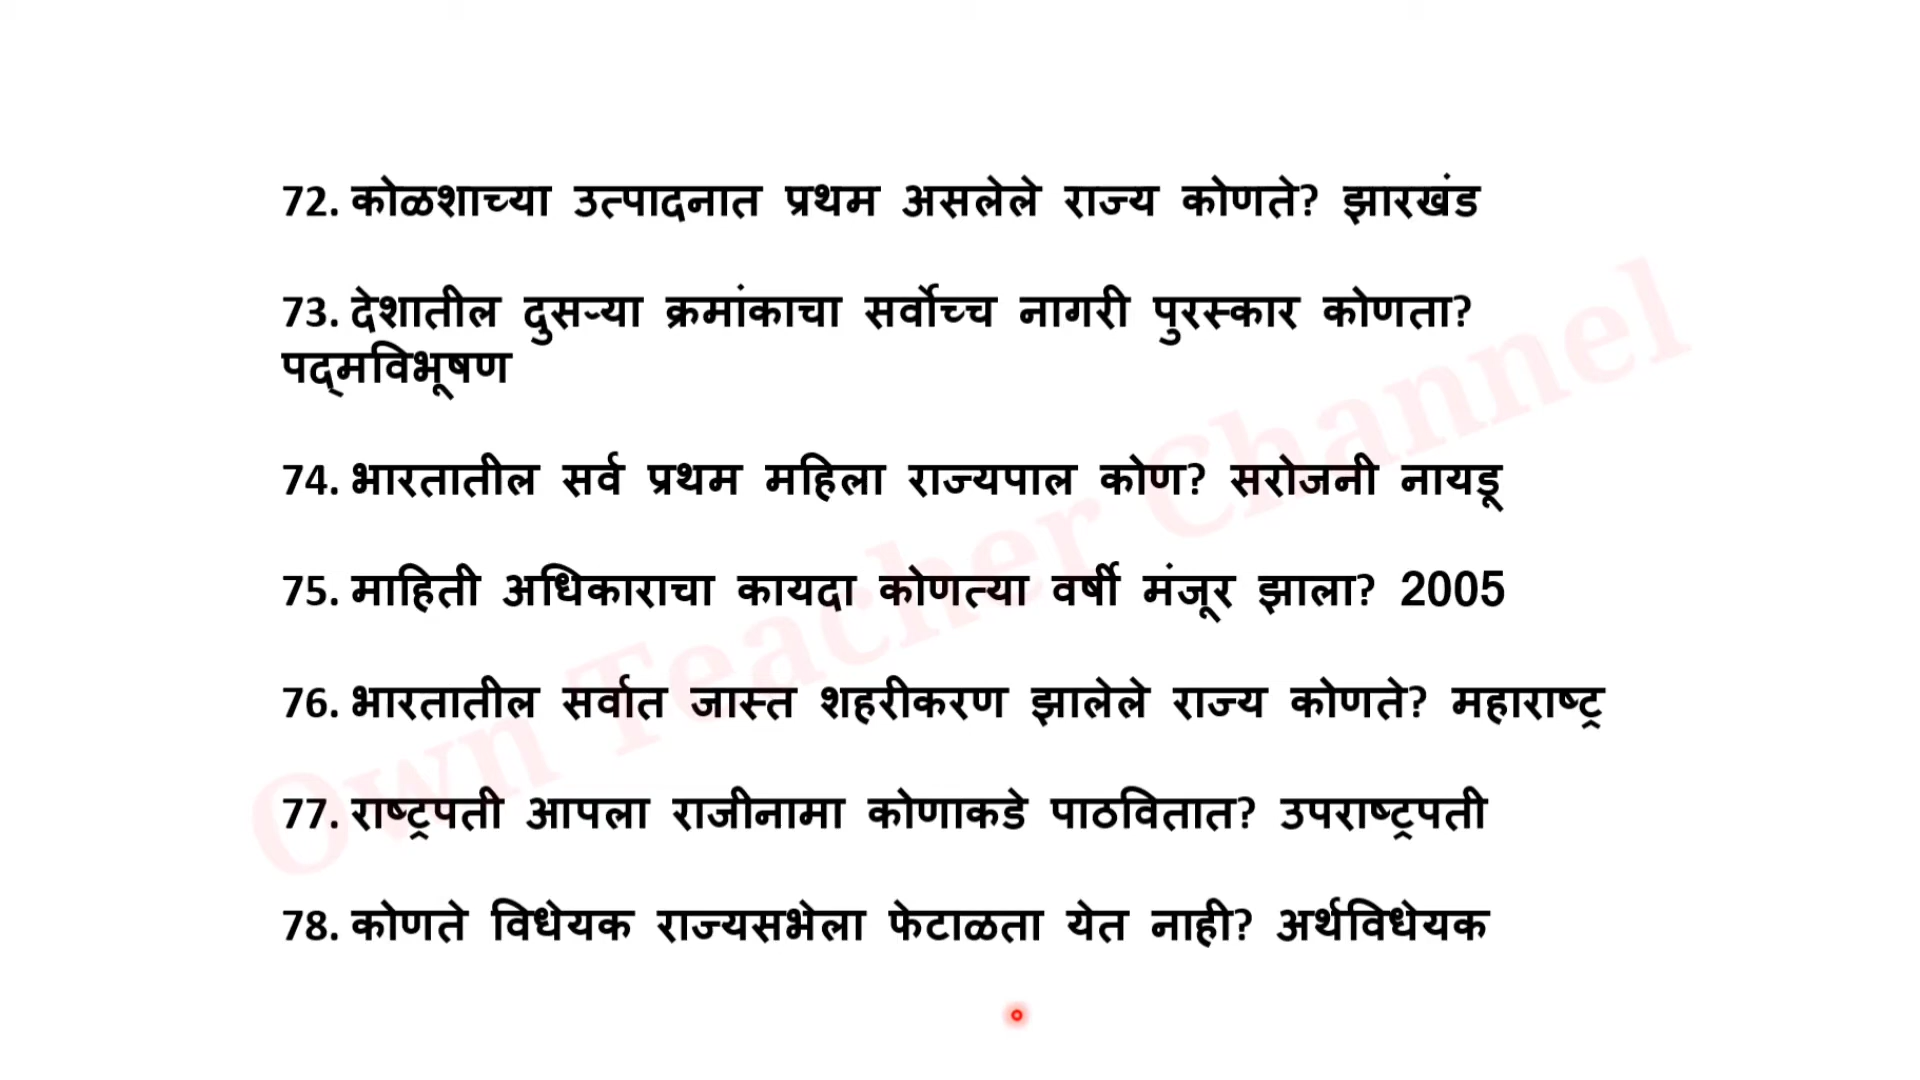 72. कोळशाच्या उत्पादनात प्रथम असलेले राज्य कोणते? झारखंड
73. देशातील दुसऱ्या क्रमांकाचा सर्वोच्च नागरी पुरस्कार कोणता?
पद्मविभूषण
74. भारतातील सर्व प्रथम महिला राज्यपाल कोण? सरोजनी नायडू
75. माहिती अधिकाराचा कायदा कोणत्या वर्षी मंजूर झाला? 2005
76. भारतातील सर्वात जास्त शहरीकरण झालेले राज्य कोणते? महाराष्ट्र
77. राष्ट्रपती आपला राजीनामा कोणाकडे पाठवितात? उपराष्ट्रपती
78. कोणते विधेयक राज्यसभेला फेटाळता येत नाही? अर्थविधेयक
Own Teacher Channel